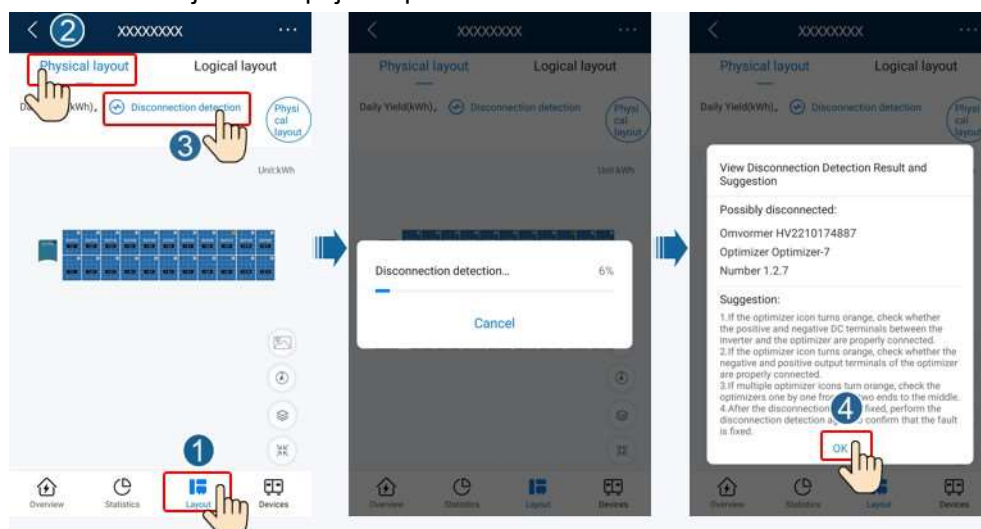 2
XXXXXXXX
Physical layout
Logical layout
kWh),
Disconnection detection
Physi
cal
layout
3
Unit:kWh
1
Overview
Statistics
Layout
Devices
XXXXXXXX
Physical layout
Logical layout
Daily Yield(kWh),
Disconnection detection
Physi
cal
layout
Unit:kWh
Disconnection detection...
6%
Cancel
Overview
Statistics
Layout
Devices
XXXXXXXX
Physical layout
Logical layout
Daily Yield(kWh),
Disconnection detection
Physi
cal
layout
View Disconnection Detection Result and
Suggestion
Possibly disconnected:
Omvormer HV2210174887
Optimizer Optimizer-7
Number 1.2.7
Suggestion:
1.If the optimizer icon turns orange, check whether
the positive and negative DC terminals between the
inverter and the optimizer are properly connected.
2.If the optimizer icon turns orange, check whether the
negative and positive output terminals of the optimizer
are properly connected.
3.If multiple optimizer icons turn orange, check the
optimizers one by one two ends to the middle.
4.After the disconnection fixed, perform the
disconnection detection confirm that the fault
is fixed.
4
OK
Overview
Statistics
Layout
Devices